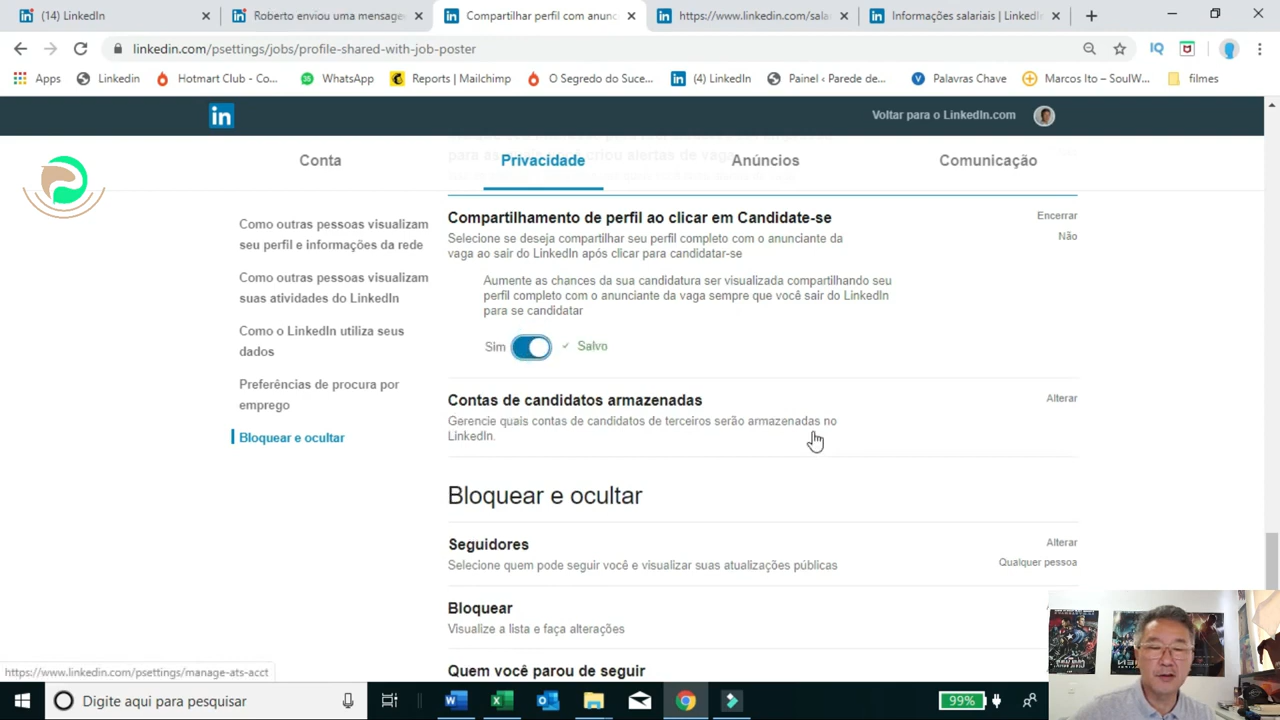 (14) LinkedIn
Roberto enviou uma mensage
Compartilhar perfil com anunc
https://www.linkedin.com/sala
Informações salariais | LinkedI
linkedin.com/psettings/jobs/profile-shared-with-job-poster
Apps
Linkedin
Hotmart Club - Co...
WhatsApp
Reports | Mailchimp
O Segredo do Suce...
(4) LinkedIn
Painel ‹ Parede de...
Palavras Chave
Marcos Ito – SoulW...
filmes
in
Voltar para o LinkedIn.com
Conta
Privacidade
Anúncios
Comunicação
Como outras pessoas visualizam
seu perfil e informações da rede
Como outras pessoas visualizam
suas atividades do LinkedIn
Como o LinkedIn utiliza seus
dados
Preferências de procura por
emprego
Bloquear e ocultar
Compartilhamento de perfil ao clicar em Candidate-se
Encerrar
Selecione se deseja compartilhar seu perfil completo com o anunciante da
vaga ao sair do LinkedIn após clicar para candidatar-se
Não
Aumente as chances da sua candidatura ser visualizada compartilhando seu
perfil completo com o anunciante da vaga sempre que você sair do LinkedIn
para se candidatar
Sim
Salvo
Contas de candidatos armazenadas
Alterar
Gerencie quais contas de candidatos de terceiros serão armazenadas no
LinkedIn.
Bloquear e ocultar
Seguidores
Alterar
Selecione quem pode seguir você e visualizar suas atualizações públicas
Qualquer pessoa
Bloquear
Visualize a lista e faça alterações
Quem você parou de seguir
https://www.linkedin.com/psettings/manage-ats-acct
Digite aqui para pesquisar
99%